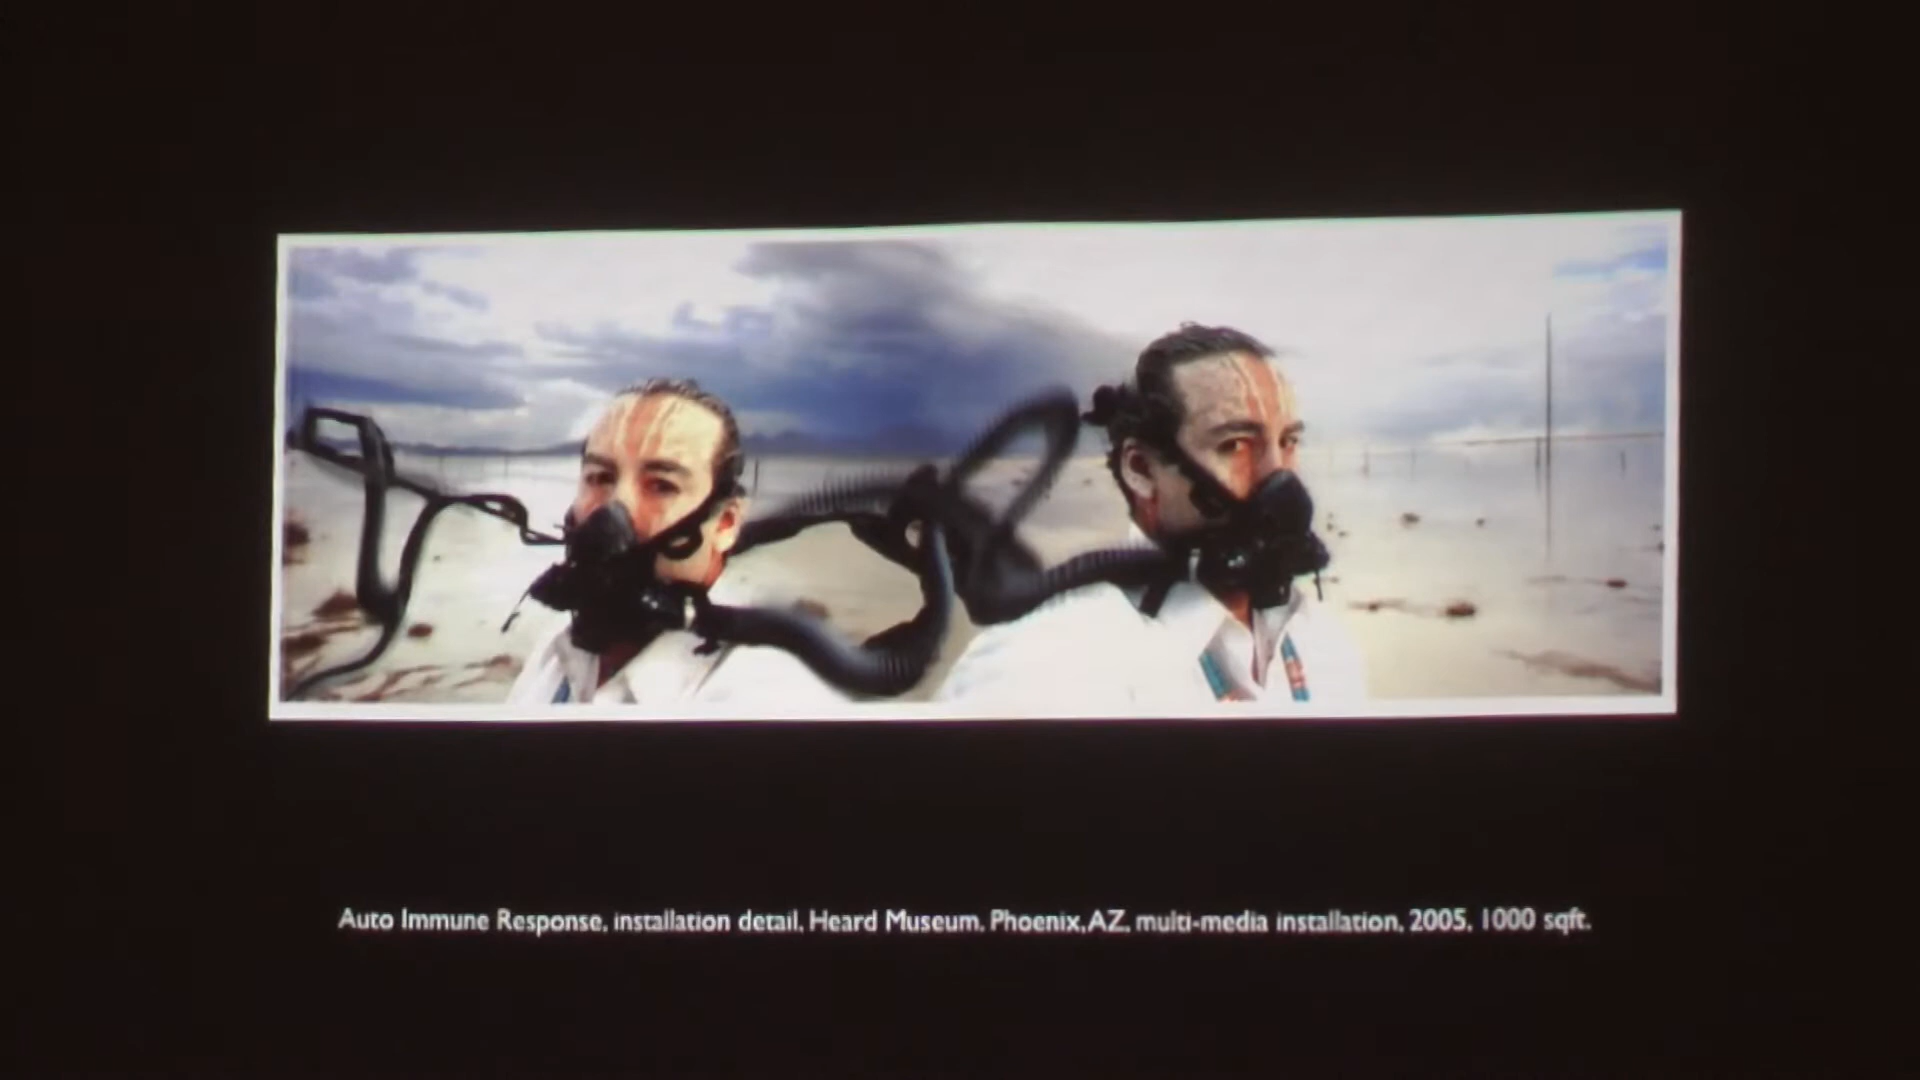 Auto Immune Response, installation detail, Heard Museum, Phoenix, AZ, multi-media installation, 2005, 1000 sqft.